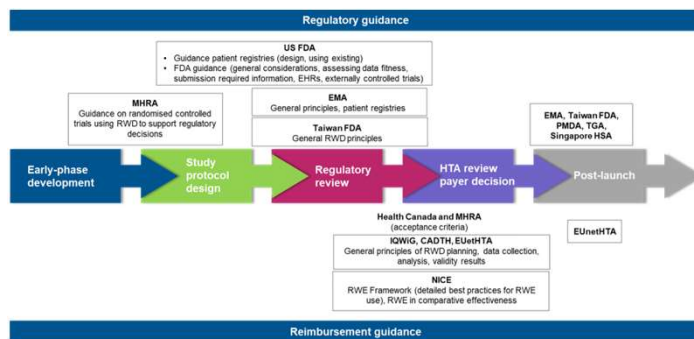 Regulatory guidance
US FDA
• Guidance patient registries (design, using existing)
• FDA guidance (general considerations, assessing data fitness,
submission required information, EHRs, externally controlled trials)
MHRA
Guidance on randomised controlled
trials using RWD to support regulatory
decisions
EMA
General principles, patient registries
Taiwan FDA
General RWD principles
EMA, Taiwan FDA,
PMDA, TGA,
Singapore HSA
Early-phase
development
Study
protocol
design
Regulatory
review
HTA review
payer decision
Post-launch
Health Canada and MHRA
(acceptance criteria)
IQWiG, CADTH, EUetHTA
General principles of RWD planning, data collection,
analysis, validity results
NICE
RWE Framework (detailed best practices for RWE
use), RWE in comparative effectiveness
EUnetHTA
Reimbursement guidance